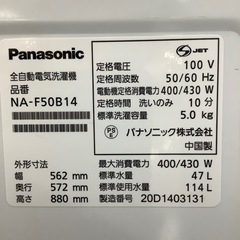 Panasonic
全自動電気洗濯機
品番
NA-F50B14
外形寸法
幅 562 mm
奥行 572 mm
高さ 880 mm
S JET
定格電圧 100 V
定格周波数 50/60 Hz
電動機定格消費電力 400/430 W
定格時間 洗いのみ 10 分
標準洗濯容量 5.0 kg
PS E
パナソニック株式会社
中国製
最大消費電力 400/430 W
標準水量 47 L
標準使用水量 114 L
製造番号 20D1403131